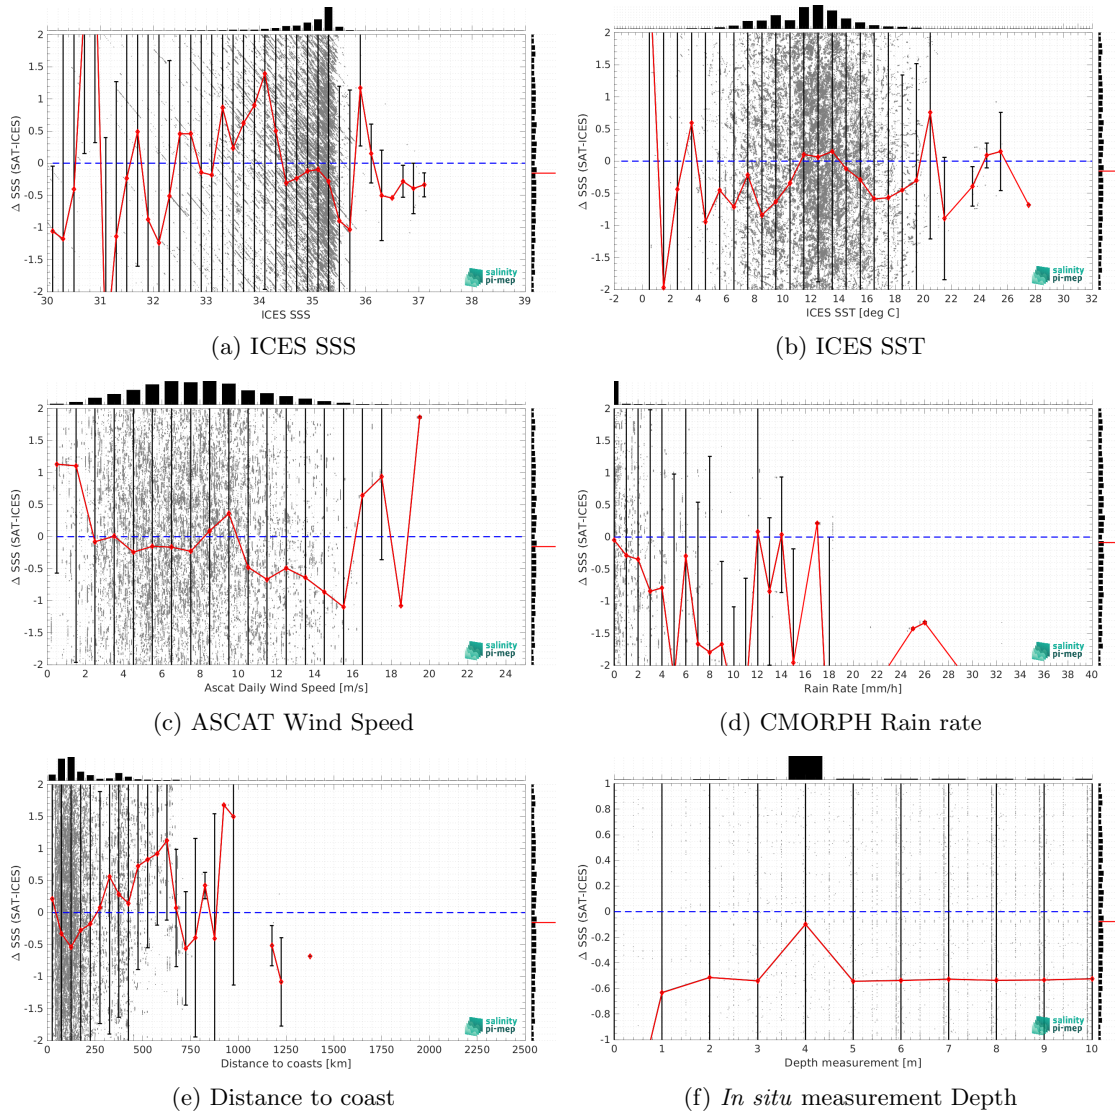 2
1.5
1
0.5
0
-0.5
-1
-1.5
-2
Δ SSS (SAT-ICES)
30 31 32 33 34 35 36 37 38 39
ICES SSS
salinity
pi-mep
(a) ICES SSS
2
1.5
1
0.5
0
-0.5
-1
-1.5
-2
Δ SSS (SAT-ICES)
-2 0 2 4 6 8 10 12 14 16 18 20 22 24 26 28 30 32
ICES SST [deg C]
salinity
pi-mep
(b) ICES SST
2
1.5
1
0.5
0
-0.5
-1
-1.5
-2
Δ SSS (SAT-ICES)
0 2 4 6 8 10 12 14 16 18 20 22 24
Ascat Daily Wind Speed [m/s]
salinity
pi-mep
(c) ASCAT Wind Speed
2
1.5
1
0.5
0
-0.5
-1
-1.5
-2
Δ SSS (SAT-ICES)
0 2 4 6 8 10 12 14 16 18 20 22 24 26 28 30 32 34 36 38 40
Rain Rate [mm/h]
salinity
pi-mep
(d) CMORPH Rain rate
2
1.5
1
0.5
0
-0.5
-1
-1.5
-2
Δ SSS (SAT-ICES)
0 250 500 750 1000 1250 1500 1750 2000 2250 2500
Distance to coasts [km]
salinity
pi-mep
(e) Distance to coast
1
0.8
0.6
0.4
0.2
0
-0.2
-0.4
-0.6
-0.8
-1
Δ SSS (SAT-ICES)
0 1 2 3 4 5 6 7 8 9 10
Depth measurement [m]
salinity
pi-mep
(f) In situ measurement Depth